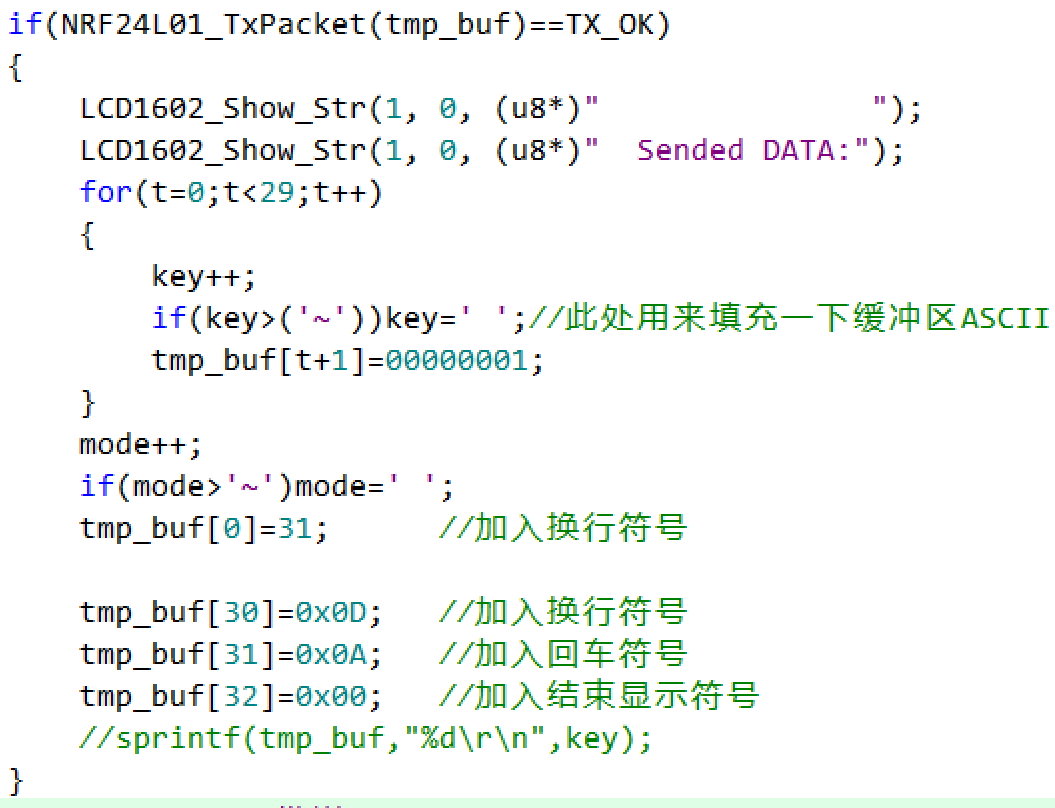 if(NRF24L01_TxPacket(tmp_buf)==TX_OK)
{
    LCD1602_Show_Str(1, 0, (u8*)"               ");
    LCD1602_Show_Str(1, 0, (u8*)"  Sended DATA:");
    for(t=0;t<29;t++)
    {
        key++;
        if(key>('~'))key=' ';//此处用来填充一下缓冲区ASCII
        tmp_buf[t+1]=00000001;
    }
    mode++;
    if(mode>'~')mode=' ';
    tmp_buf[0]=31;      //加入换行符号

    tmp_buf[30]=0x0D;   //加入换行符号
    tmp_buf[31]=0x0A;   //加入回车符号
    tmp_buf[32]=0x00;   //加入结束显示符号
    //sprintf(tmp_buf,"%d\r\n",key);
}